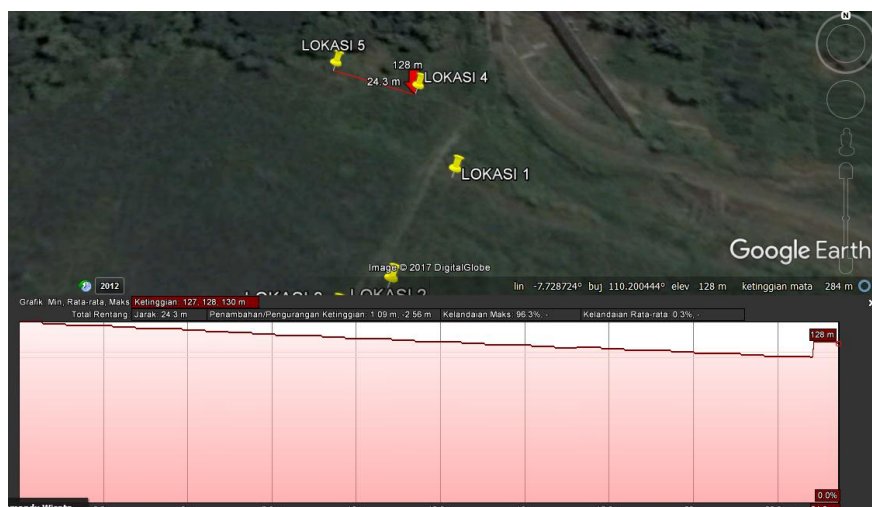 N
LOKASI 5
128 m
24.3 m
LOKASI 4
LOKASI 1
Google Earth
Image © 2017 DigitalGlobe
LOKASI 2
2012
lin -7.728724° buj 110.200444° elev 128 m ketinggian mata 284 m
Grafik Min, Rata-rata, Maks Ketinggian: 127, 128, 130 m
Total Rentang Jarak: 24.3 m Penambahan/Pengurangan Ketinggian: 1.09 m, -2.56 m Kelandaian Maks: 96.3%, - Kelandaian Rata-rata: 0.3%, -
128 m
0.0%